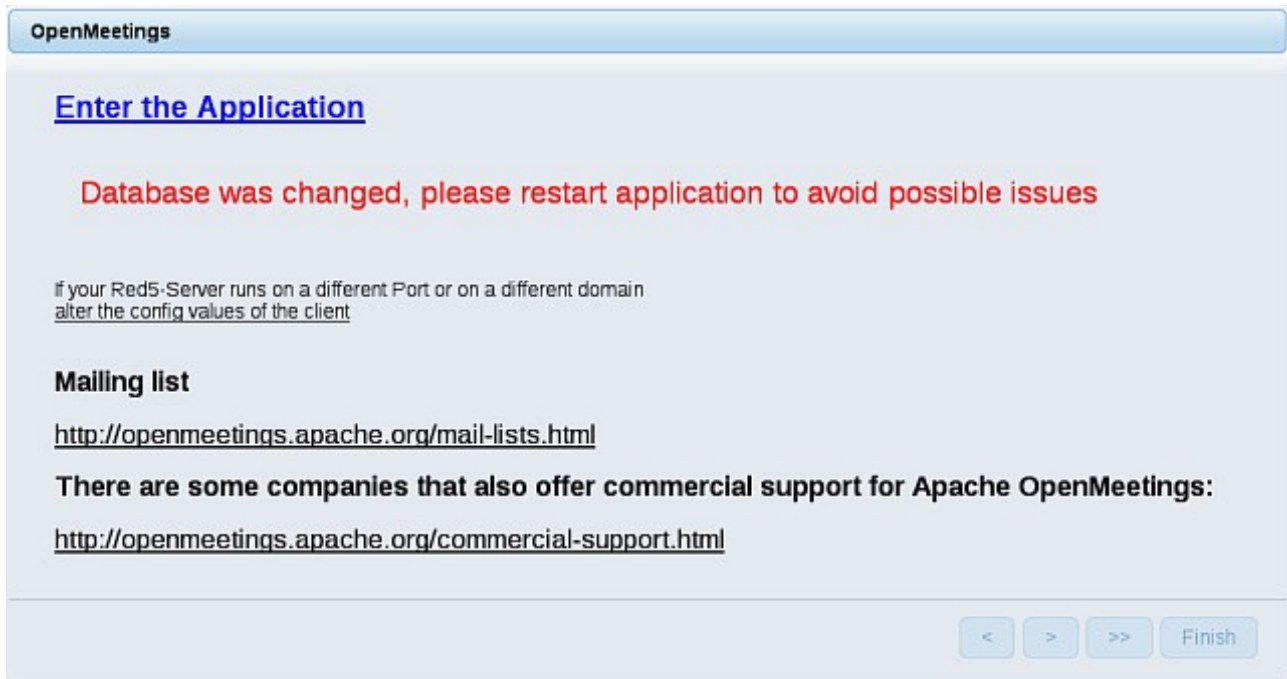 OpenMeetings
Enter the Application
Database was changed, please restart application to avoid possible issues
If your Red5-Server runs on a different Port or on a different domain
alter the config values of the client
Mailing list
http://openmeetings.apache.org/mail-lists.html
There are some companies that also offer commercial support for Apache OpenMeetings:
http://openmeetings.apache.org/commercial-support.html
< > >> Finish